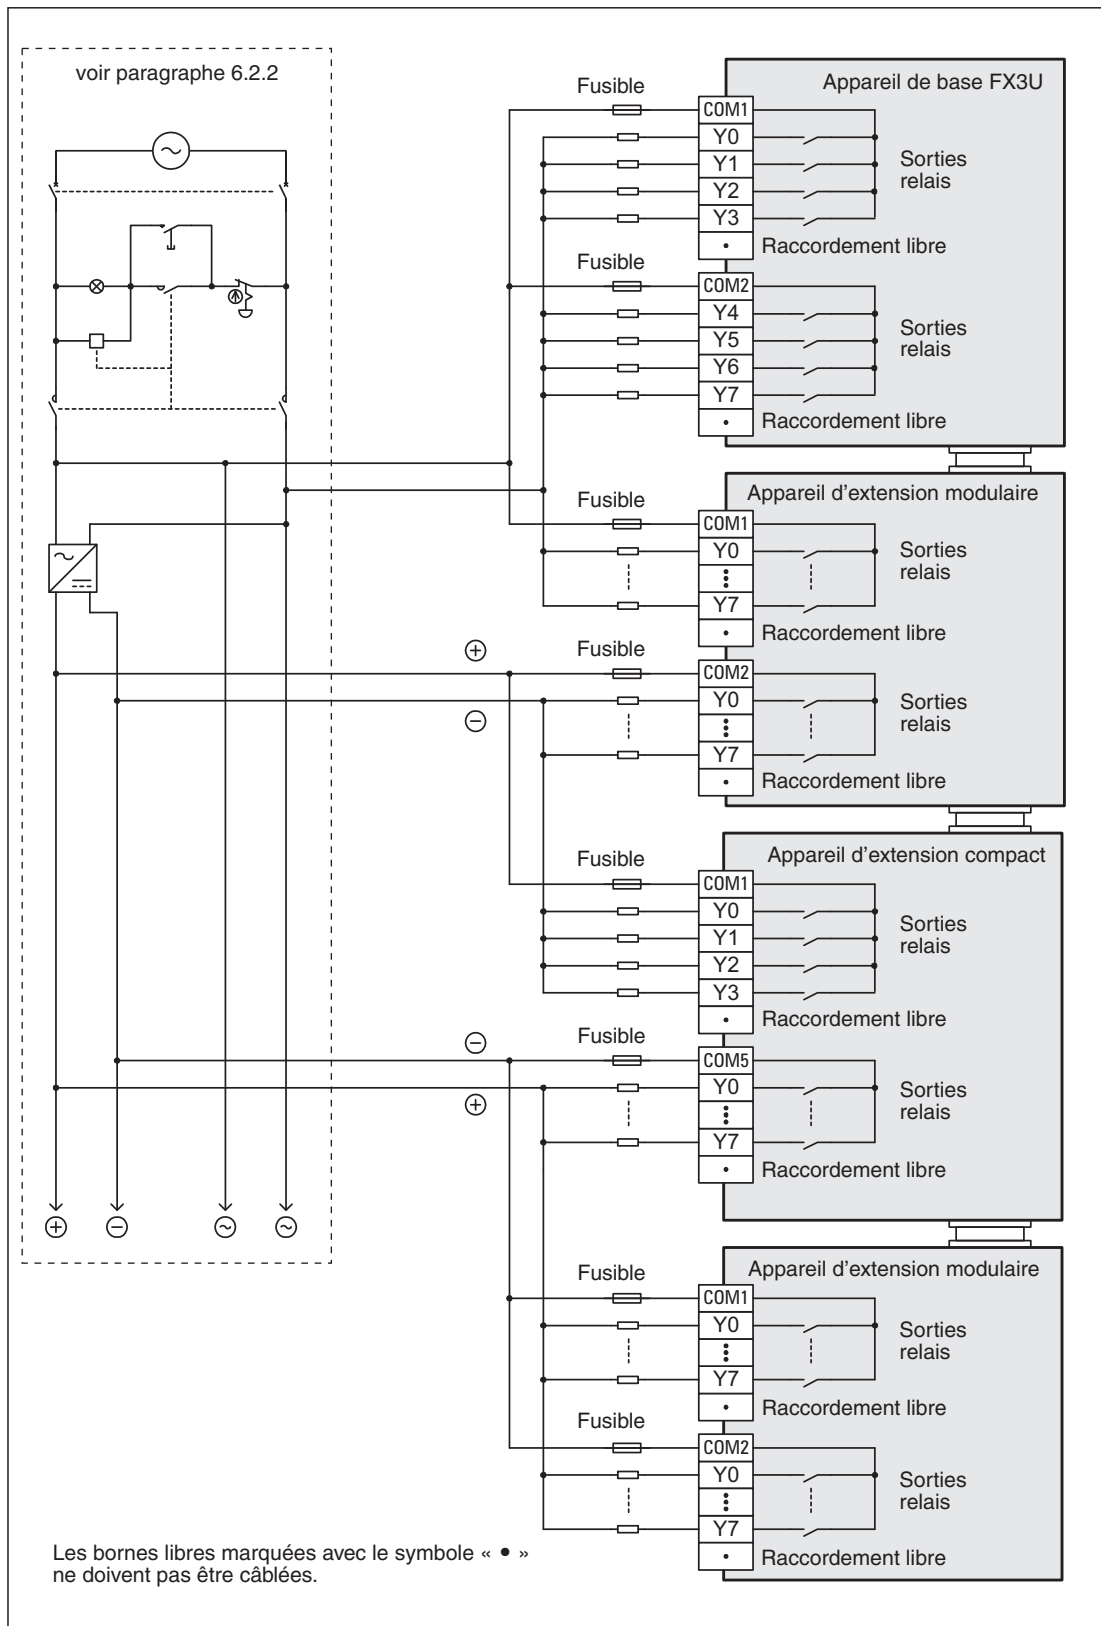 voir paragraphe 6.2.2
Appareil de base FX3U
Fusible
COM1
Y0
Y1
Y2
Y3
•
Sorties
relais
Raccordement libre
Fusible
COM2
Y4
Y5
Y6
Y7
•
Sorties
relais
Raccordement libre
Appareil d'extension modulaire
Fusible
COM1
Y0
Y7
•
Sorties
relais
Raccordement libre
+
Fusible
COM2
Y0
Y7
•
−
Sorties
relais
Raccordement libre
Appareil d'extension compact
Fusible
COM1
Y0
Y1
Y2
Y3
•
Sorties
relais
Raccordement libre
−
Fusible
COM5
Y0
Y7
•
+
Sorties
relais
Raccordement libre
+ − ~ ~
Appareil d'extension modulaire
Fusible
COM1
Y0
Y7
•
Sorties
relais
Raccordement libre
Fusible
COM2
Y0
Y7
•
Sorties
relais
Raccordement libre
Les bornes libres marquées avec le symbole « • »
ne doivent pas être câblées.